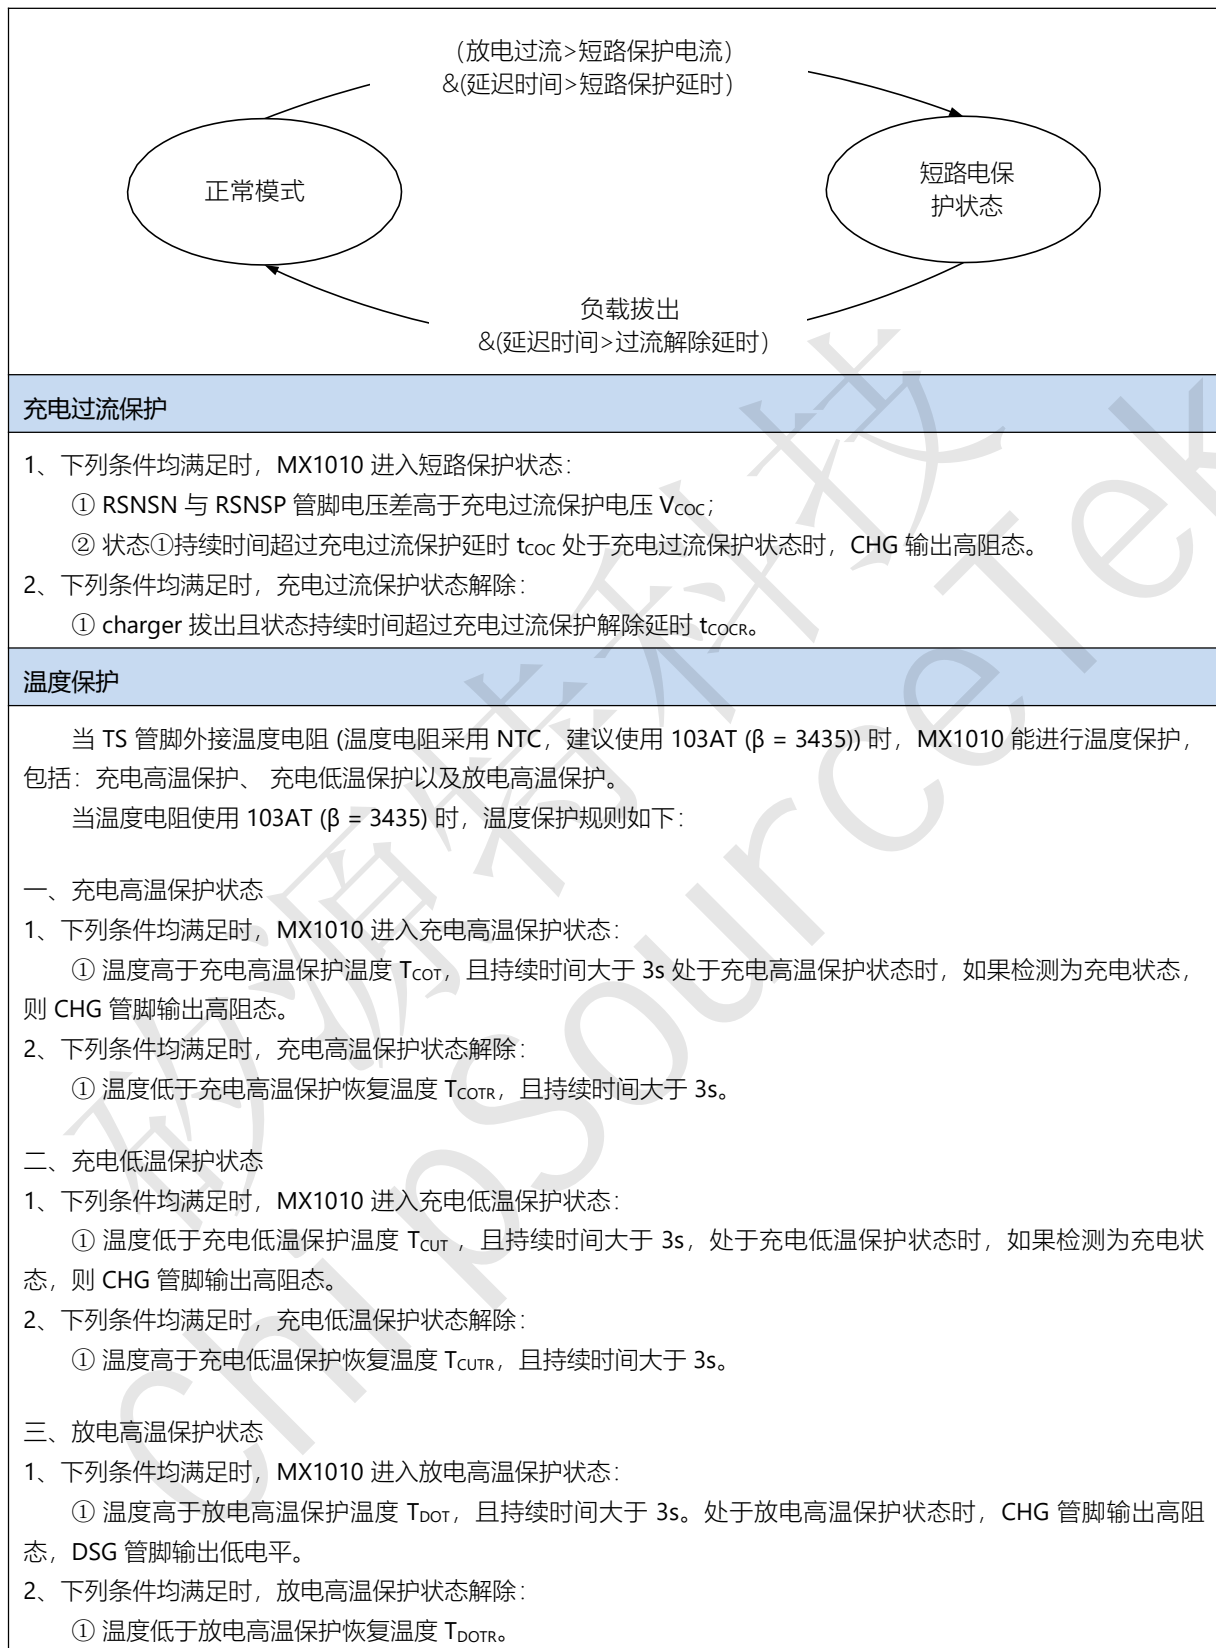 (放电过流>短路保护电流)
&(延迟时间>短路保护延时)
正常模式
短路电保
护状态
负载拔出
&(延迟时间>过流解除延时)
充电过流保护
1、下列条件均满足时，MX1010 进入短路保护状态：
① RSNSN 与 RSNSP 管脚电压差高于充电过流保护电压 VCOC；
② 状态①持续时间超过充电过流保护延时 tCOC 处于充电过流保护状态时，CHG 输出高阻态。
2、下列条件均满足时，充电过流保护状态解除：
① charger 拔出且状态持续时间超过充电过流保护解除延时 tCOCR。
温度保护
当 TS 管脚外接温度电阻 (温度电阻采用 NTC，建议使用 103AT (β = 3435)) 时，MX1010 能进行温度保护，
包括：充电高温保护、 充电低温保护以及放电高温保护。
当温度电阻使用 103AT (β = 3435) 时，温度保护规则如下：
一、充电高温保护状态
1、下列条件均满足时，MX1010 进入充电高温保护状态：
① 温度高于充电高温保护温度 TCOT，且持续时间大于 3s 处于充电高温保护状态时，如果检测为充电状态，
则 CHG 管脚输出高阻态。
2、下列条件均满足时，充电高温保护状态解除：
① 温度低于充电高温保护恢复温度 TCOTR，且持续时间大于 3s。
二、充电低温保护状态
1、下列条件均满足时，MX1010 进入充电低温保护状态：
① 温度低于充电低温保护温度 TCUT ，且持续时间大于 3s，处于充电低温保护状态时，如果检测为充电状
态，则 CHG 管脚输出高阻态。
2、下列条件均满足时，充电低温保护状态解除：
① 温度高于充电低温保护恢复温度 TCUTR，且持续时间大于 3s。
三、放电高温保护状态
1、下列条件均满足时，MX1010 进入放电高温保护状态：
① 温度高于放电高温保护温度 TDOT，且持续时间大于 3s。处于放电高温保护状态时，CHG 管脚输出高阻
态，DSG 管脚输出低电平。
2、下列条件均满足时，放电高温保护状态解除：
① 温度低于放电高温保护恢复温度 TDOTR。
矽源特科技
ChipSourceTek